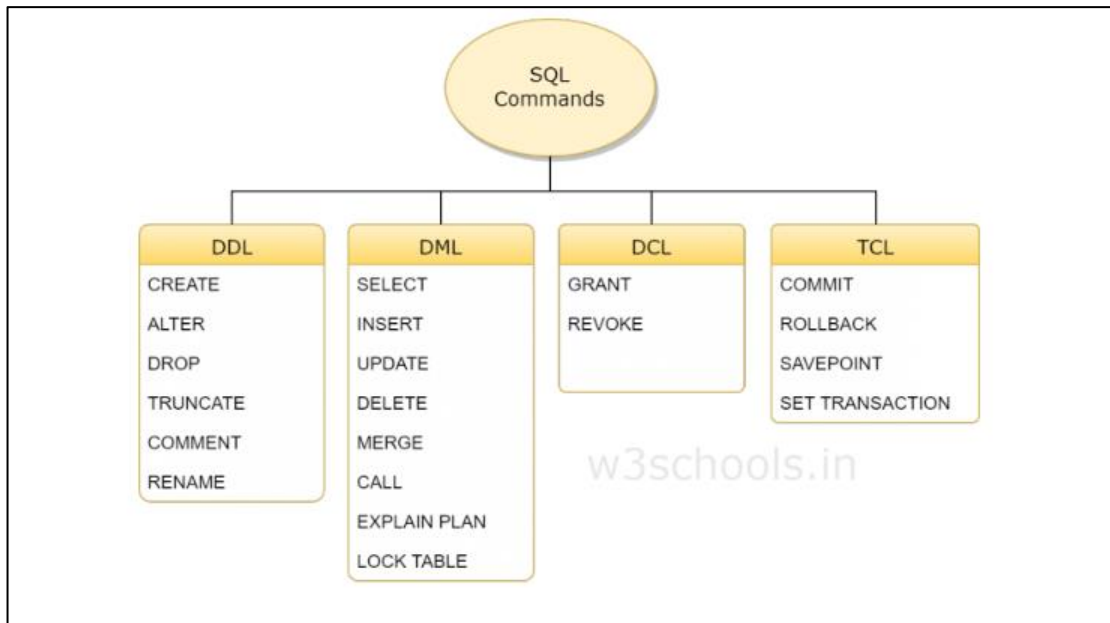 SQL
Commands
DDL
CREATE
ALTER
DROP
TRUNCATE
COMMENT
RENAME
DML
SELECT
INSERT
UPDATE
DELETE
MERGE
CALL
EXPLAIN PLAN
LOCK TABLE
DCL
GRANT
REVOKE
TCL
COMMIT
ROLLBACK
SAVEPOINT
SET TRANSACTION
w3schools.in